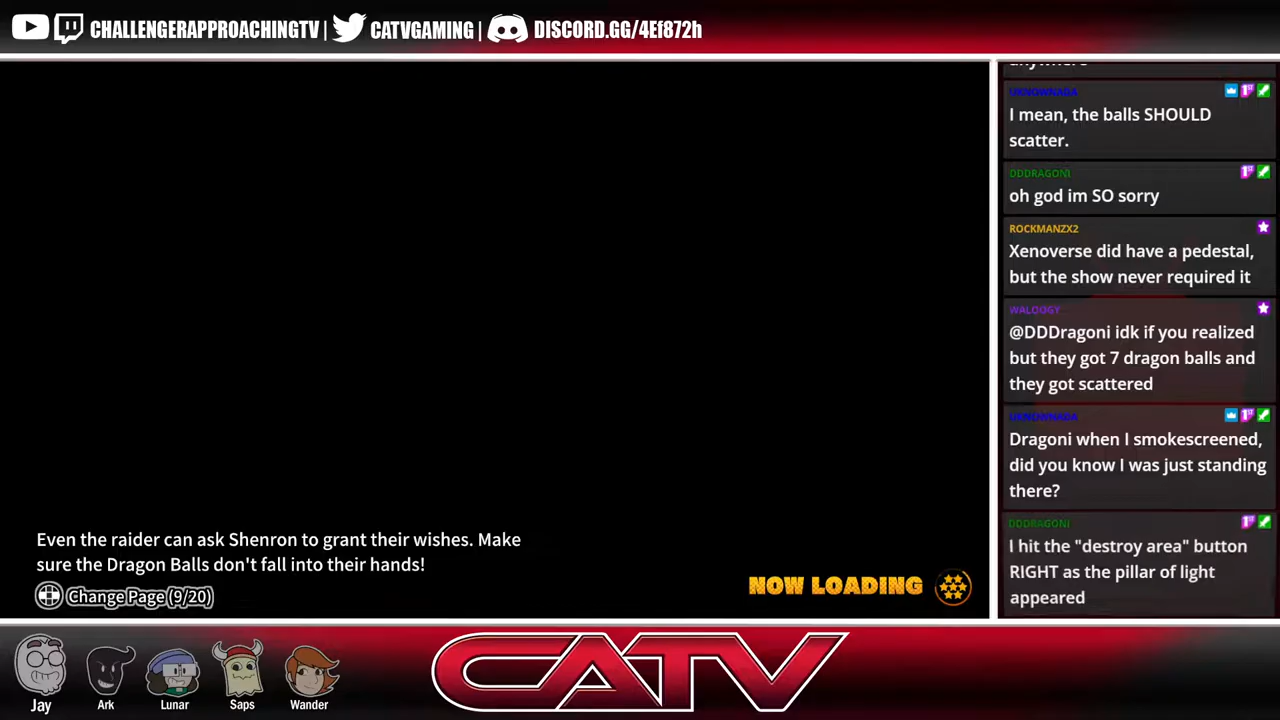 CHALLENGERAPPROACHINGTV | CATVGAMING | DISCORD.GG/4Ef872h
anywhere
UKNOWNADA
I mean, the balls SHOULD
scatter.
DDDRAGONI
oh god im SO sorry
ROCKMANZX2
Xenoverse did have a pedestal,
but the show never required it
WALOOGY
@DDDragoni idk if you realized
but they got 7 dragon balls and
they got scattered
Dragoni when I smokescreened,
did you know I was just standing
there?
DDDRAGONI
I hit the "destroy area" button
RIGHT as the pillar of light
appeared
Even the raider can ask Shenron to grant their wishes. Make
sure the Dragon Balls don't fall into their hands!
Change Page (9/20)
NOW LOADING
Jay Ark Lunar Saps Wander
CATV